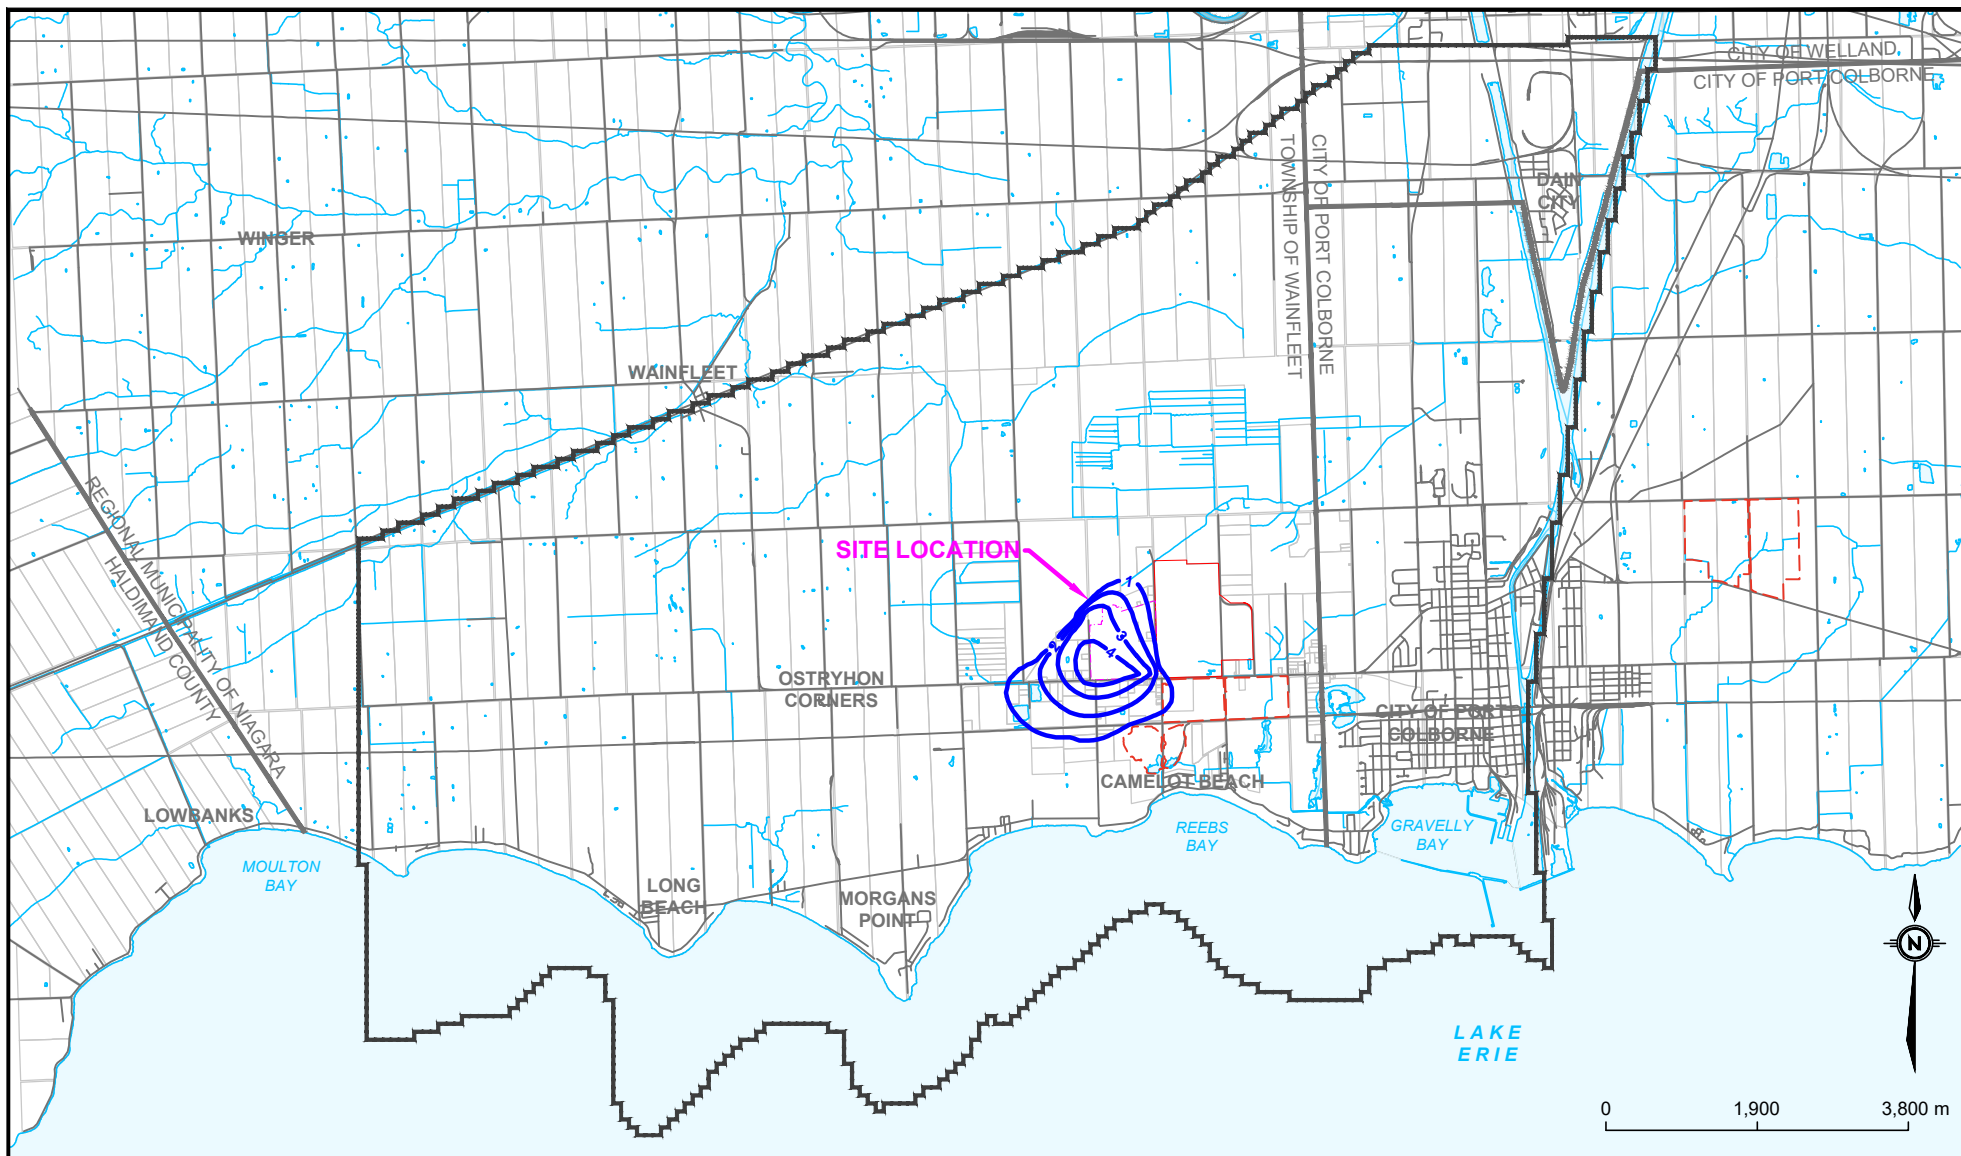 CITY OF WELLAND
CITY OF PORT COLBORNE
CITY OF PORT COLBORNE
TOWNSHIP OF WAINFLEET
DAIN
CITY
WINGER
WAINFLEET
REGIONAL MUNICIPALITY OF NIAGARA
HALDIMAND COUNTY
SITE LOCATION
1
2
3
4
OSTRYHON
CORNERS
CITY OF PORT
COLBORNE
CAMELOT BEACH
LOWBANKS
MOULTON
BAY
REEBS
BAY
GRAVELLY
BAY
LONG
BEACH
MORGANS
POINT
N
LAKE
ERIE
0 1,900 3,800 m